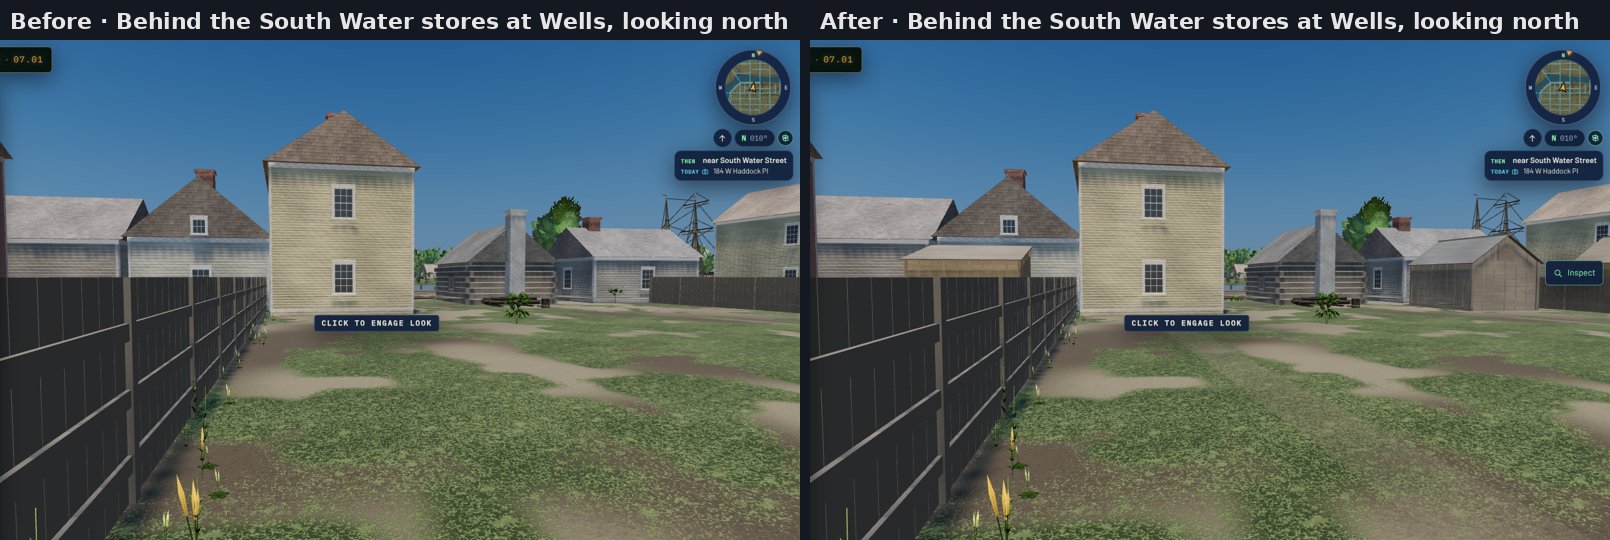 Before · Behind the South Water stores at Wells, looking north
· 07.01
N
W
E
S
N 010°
THEN near South Water Street
TODAY 184 W Haddock Pl
CLICK TO ENGAGE LOOK
After · Behind the South Water stores at Wells, looking north
· 07.01
N
W
E
S
N 010°
THEN near South Water Street
TODAY 184 W Haddock Pl
Inspect
CLICK TO ENGAGE LOOK